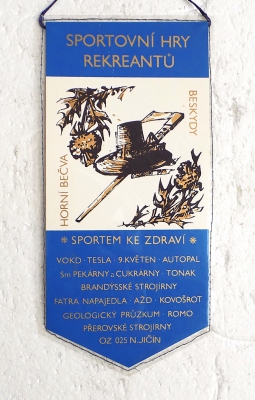 SPORTOVNÍ HRY
REKREANTŮ
BESKYDY
HORNÍ BEČVA
* SPORTEM KE ZDRAVÍ *
VOKD · TESLA · 9.KVĚTEN · AUTOPAL
Sm PEKÁRNY a CUKRÁRNY · TONAK
BRANDÝSSKÉ STROJÍRNY
FATRA NAPAJEDLA · AŽD · KOVOŠROT
GEOLOGICKÝ PRŮZKUM · ROMO
PŘEROVSKÉ STROJÍRNY
OZ 025 N.JIČÍN